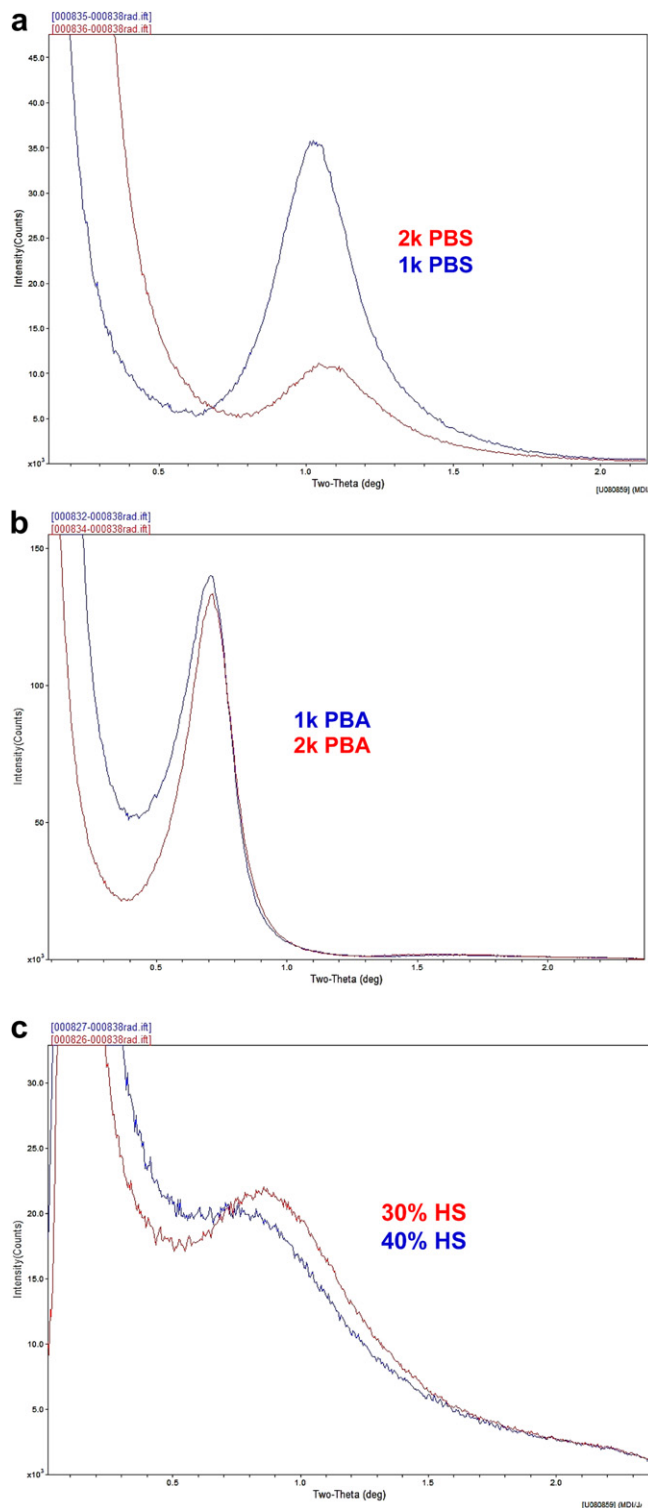 a
[000835-000838rad.ift]
[000836-000838rad.ift]
45.0
40.0
35.0
30.0
25.0
20.0
15.0
10.0
5.0
x10³
Intensity(Counts)
2k PBS
1k PBS
0.5 1.0 1.5 2.0
Two-Theta (deg)
[U080859] (MDI/
b
[000832-000838rad.ift]
[000834-000838rad.ift]
150
100
50
x10³
Intensity(Counts)
1k PBA
2k PBA
0.5 1.0 1.5 2.0
Two-Theta (deg)
c
[000827-000838rad.ift]
[000826-000838rad.ift]
30.0
25.0
20.0
15.0
10.0
5.0
x10³
Intensity(Counts)
30% HS
40% HS
0.5 1.0 1.5 2.0
Two-Theta (deg)
[U080859] (MDI/J/